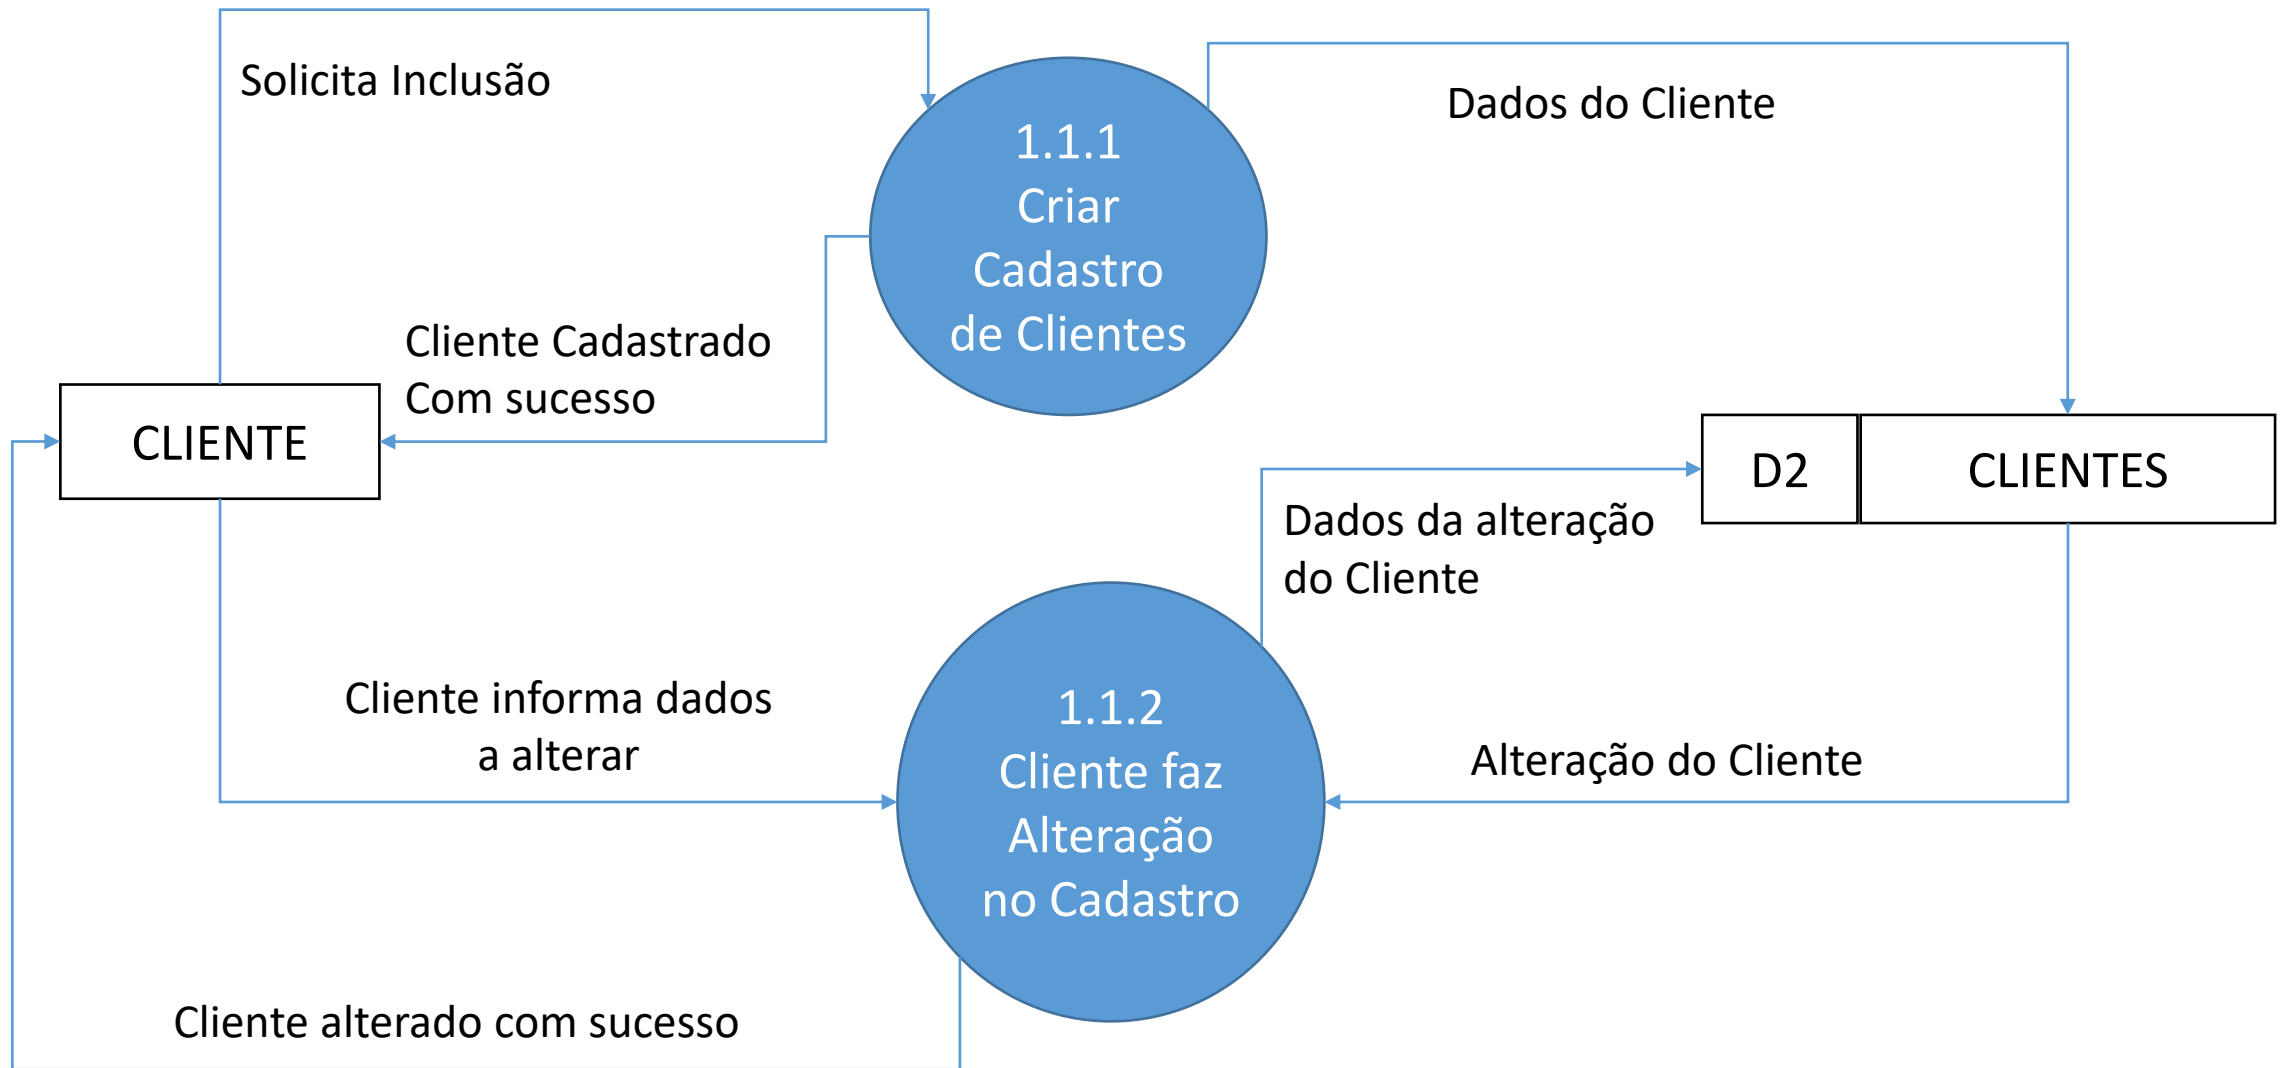 Solicita Inclusão
Dados do Cliente
1.1.1
Criar
Cadastro
de Clientes
Cliente Cadastrado
Com sucesso
CLIENTE
D2
CLIENTES
Dados da alteração
do Cliente
Cliente informa dados
a alterar
1.1.2
Cliente faz
Alteração
no Cadastro
Alteração do Cliente
Cliente alterado com sucesso